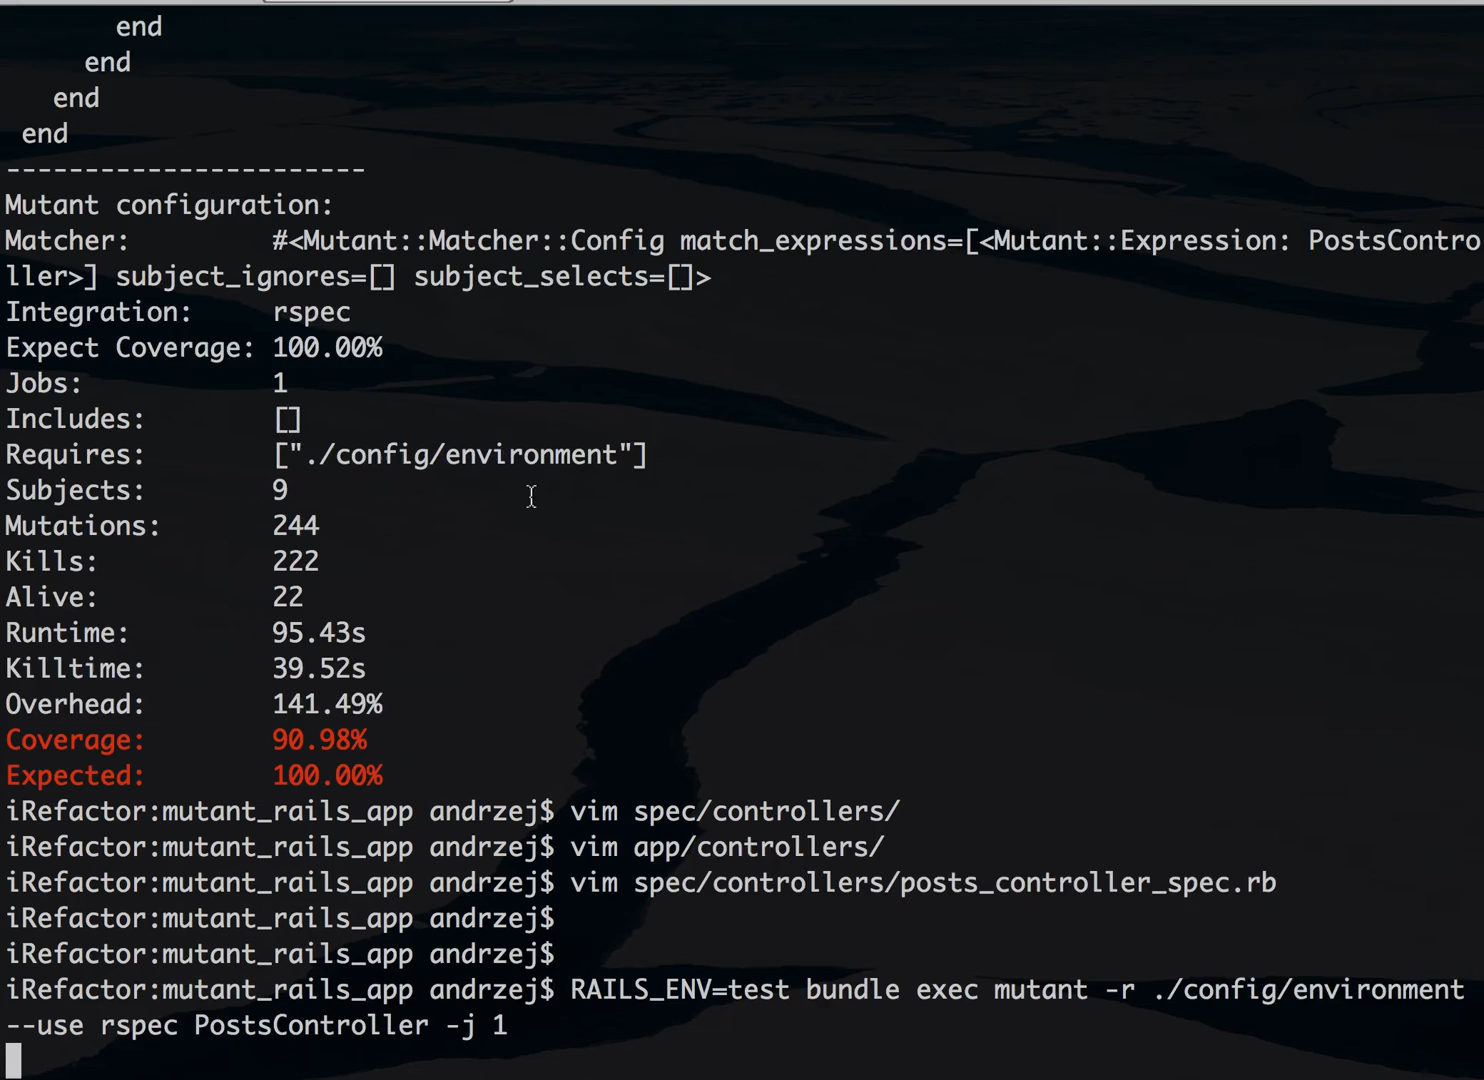 end
end
end
end
-----------------------
Mutant configuration:
Matcher: #<Mutant::Matcher::Config match_expressions=[<Mutant::Expression: PostsContro
ller>] subject_ignores=[] subject_selects=[]>
Integration: rspec
Expect Coverage: 100.00%
Jobs: 1
Includes: []
Requires: ["./config/environment"]
Subjects: 9
Mutations: 244
Kills: 222
Alive: 22
Runtime: 95.43s
Killtime: 39.52s
Overhead: 141.49%
Coverage: 90.98%
Expected: 100.00%
iRefactor:mutant_rails_app andrzej$ vim spec/controllers/
iRefactor:mutant_rails_app andrzej$ vim app/controllers/
iRefactor:mutant_rails_app andrzej$ vim spec/controllers/posts_controller_spec.rb
iRefactor:mutant_rails_app andrzej$
iRefactor:mutant_rails_app andrzej$
iRefactor:mutant_rails_app andrzej$ RAILS_ENV=test bundle exec mutant -r ./config/environment
--use rspec PostsController -j 1